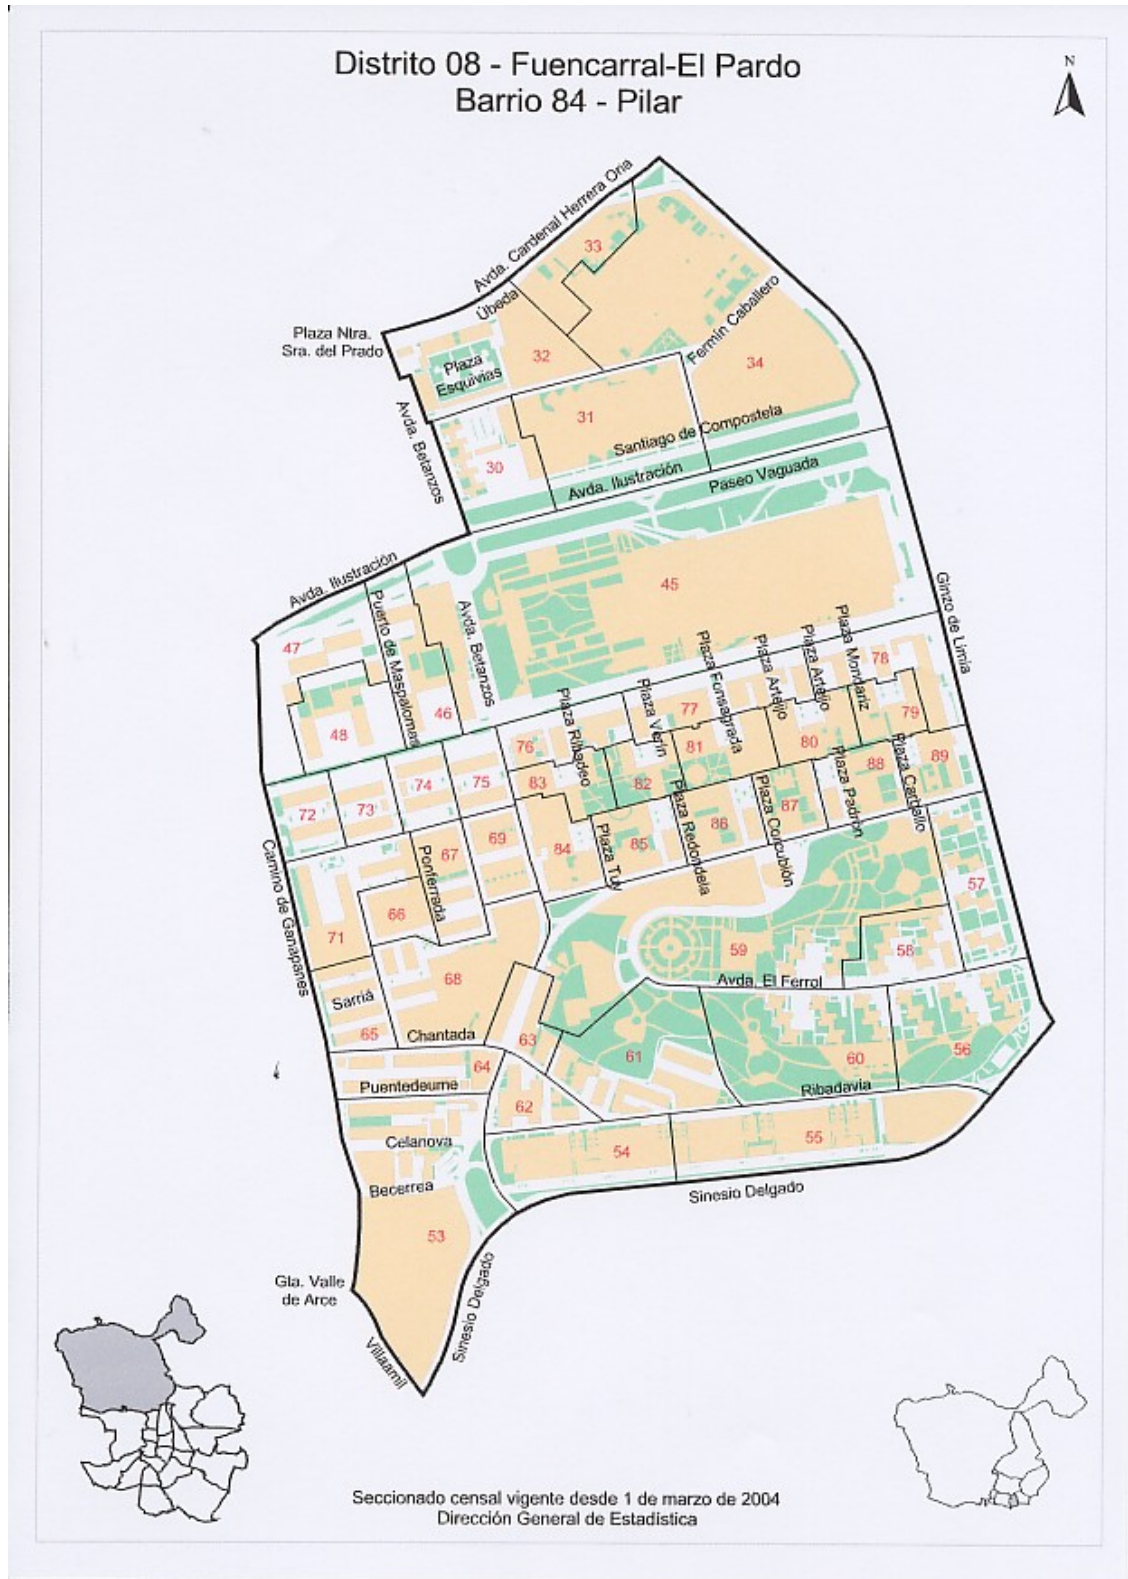 Distrito 08 - Fuencarral-El Pardo
Barrio 84 - Pilar
N
Avda. Cardenal Herrera Oria
33
Úbeda
Fermín Caballero
Plaza Ntra.
Sra. del Prado
32
34
Plaza
Esquivias
Avda. Betanzos
31
Santiago de Compostela
30
Avda. Ilustración
Paseo Vaguada
Avda. Ilustración
45
Ginzo de Limia
Puerto de Maspalomas
Avda. Betanzos
47
46
48
Plaza Mondariz
Plaza Arteijo
Plaza Arteijo
Plaza Fonsagrada
Plaza Verín
Plaza Ribadeo
78
77
79
76
81
80
89
88
75
74
83
82
87
72
73
Plaza Carballo
Plaza Padrón
Plaza Corcubión
Plaza Redondela
Plaza Tuy
86
69
67
84
85
Ponferrada
Camino de Ganapanes
57
66
71
59
58
68
Avda. El Ferrol
Sarriá
65
Chantada
63
61
60
56
64
Puentedeume
Ribadavia
62
Celanova
54
55
Becerrea
Sinesio Delgado
53
Gta. Valle
de Arce
Sinesio Delgado
Villaamil
Seccionado censal vigente desde 1 de marzo de 2004
Dirección General de Estadística